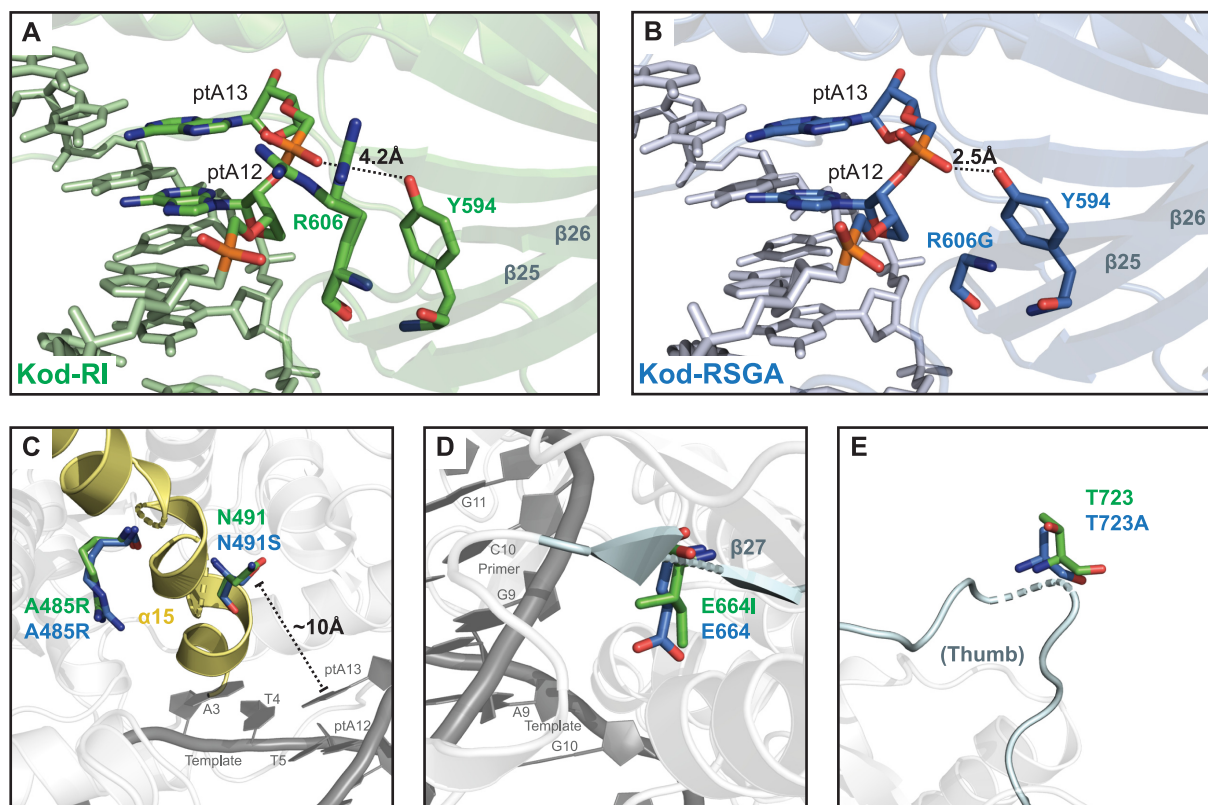 A
ptA13
4.2Å
ptA12
R606
Y594
β26
β25
Kod-RI
B
ptA13
2.5Å
ptA12
Y594
R606G
β26
β25
Kod-RSGA
C
N491
N491S
A485R
A485R
α15
~10Å
ptA13
A3
T4
ptA12
Template
T5
D
G11
C10
Primer
G9
β27
E664I
E664
A9
Template
G10
E
T723
T723A
(Thumb)